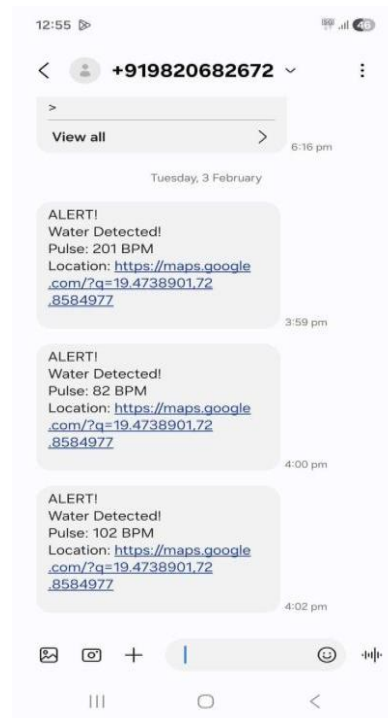 12:55
46
+919820682672
>
View all
6:16 pm
Tuesday, 3 February
ALERT!
Water Detected!
Pulse: 201 BPM
Location: https://maps.google
.com/?q=19.4738901,72
.8584977
3:59 pm
ALERT!
Water Detected!
Pulse: 82 BPM
Location: https://maps.google
.com/?q=19.4738901,72
.8584977
4:00 pm
ALERT!
Water Detected!
Pulse: 102 BPM
Location: https://maps.google
.com/?q=19.4738901,72
.8584977
4:02 pm